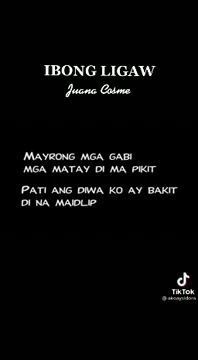 IBONG LIGAW
Juana Cosme
MAYRONG MGA GABI
MGA MATAY DI MA PIKIT
PATI ANG DIWA KO AY BAKIT
DI NA MAIDLIP
TikTok